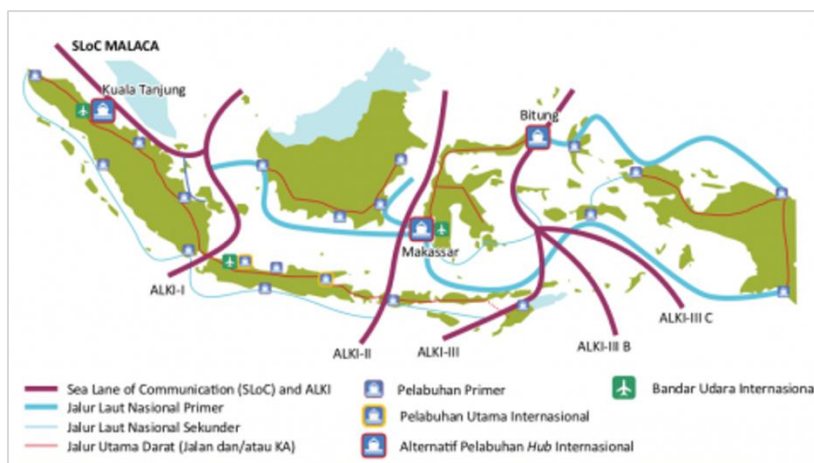 SLoC MALACA
Kuala Tanjung
Bitung
Makassar
ALKI-I
ALKI-II
ALKI-III
ALKI-III B
ALKI-III C
Sea Lane of Communication (SLoC) and ALKI
Jalur Laut Nasional Primer
Jalur Laut Nasional Sekunder
Jalur Utama Darat (Jalan dan/atau KA)
Pelabuhan Primer
Pelabuhan Utama Internasional
Alternatif Pelabuhan Hub Internasional
Bandar Udara Internasional